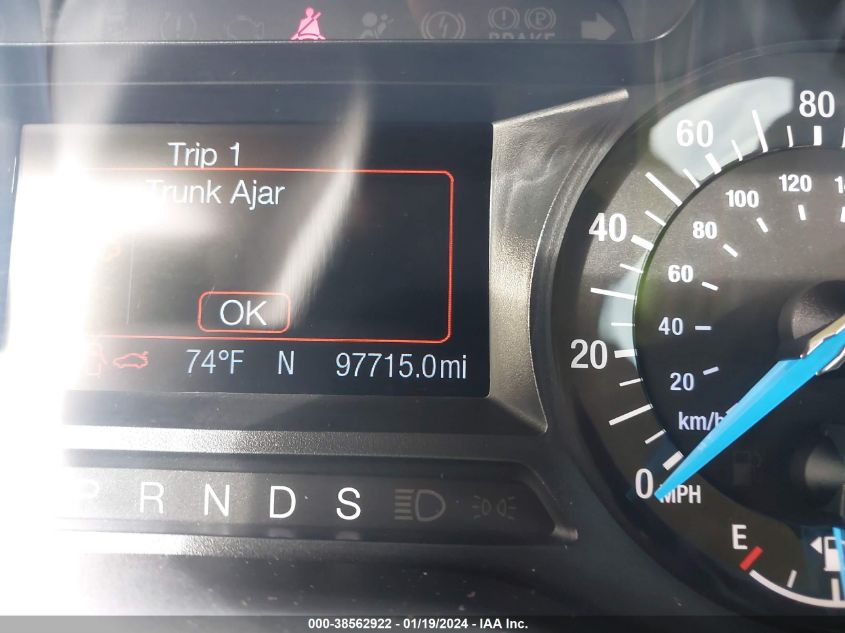 BRAKE
Trip 1
Trunk Ajar
OK
74°F N 97715.0mi
P R N D S
0 20 40 60 80
20 40 60 80 100 120
km/h
MPH
E
000-38562922 - 01/19/2024 - IAA Inc.